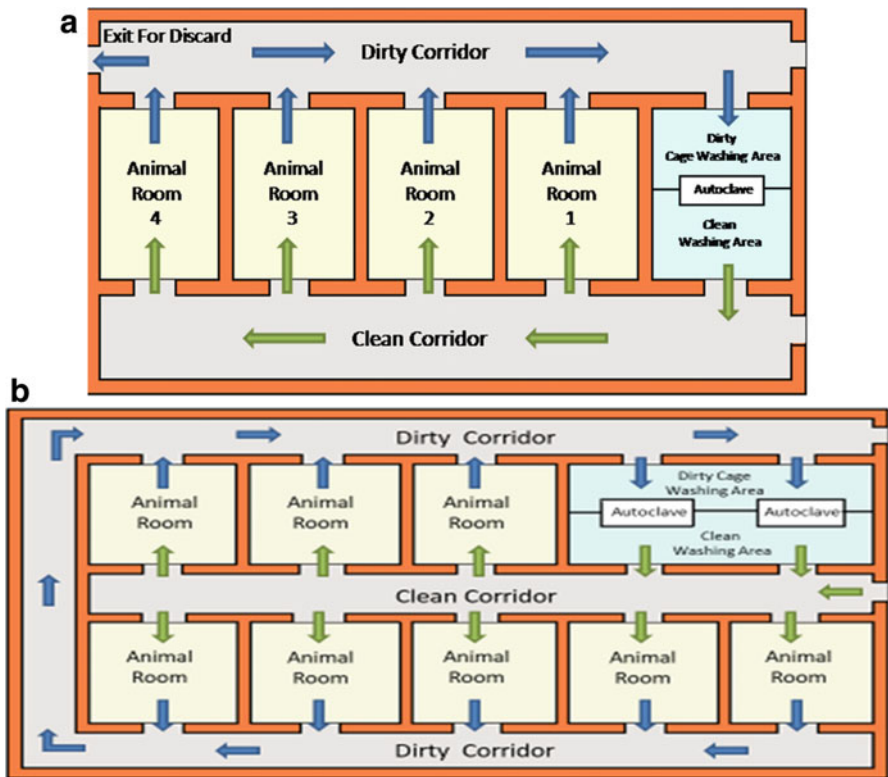 a
Exit For Discard
Dirty Corridor
Dirty
Cage Washing Area
Autoclave
Clean
Washing Area
Animal
Room
4
Animal
Room
3
Animal
Room
2
Animal
Room
1
Clean Corridor
b
Dirty Corridor
Animal
Room
Animal
Room
Animal
Room
Dirty Cage
Washing Area
Autoclave
Autoclave
Clean
Washing Area
Clean Corridor
Animal
Room
Animal
Room
Animal
Room
Animal
Room
Animal
Room
Dirty Corridor